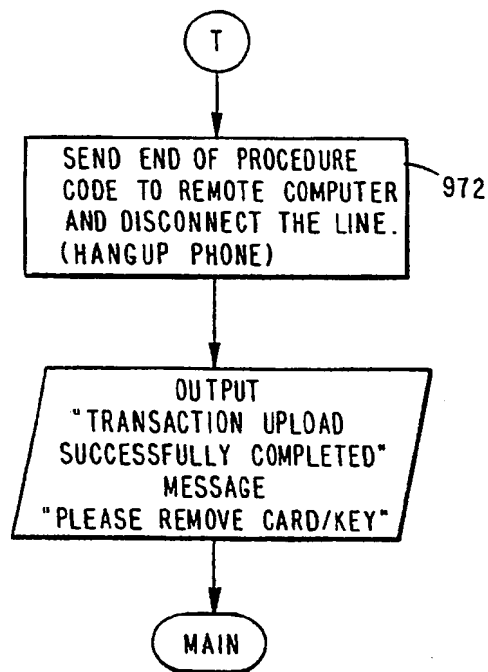 T
SEND END OF PROCEDURE
CODE TO REMOTE COMPUTER
AND DISCONNECT THE LINE.
(HANGUP PHONE)
972
OUTPUT
"TRANSACTION UPLOAD
SUCCESSFULLY COMPLETED"
MESSAGE
"PLEASE REMOVE CARD/KEY"
MAIN